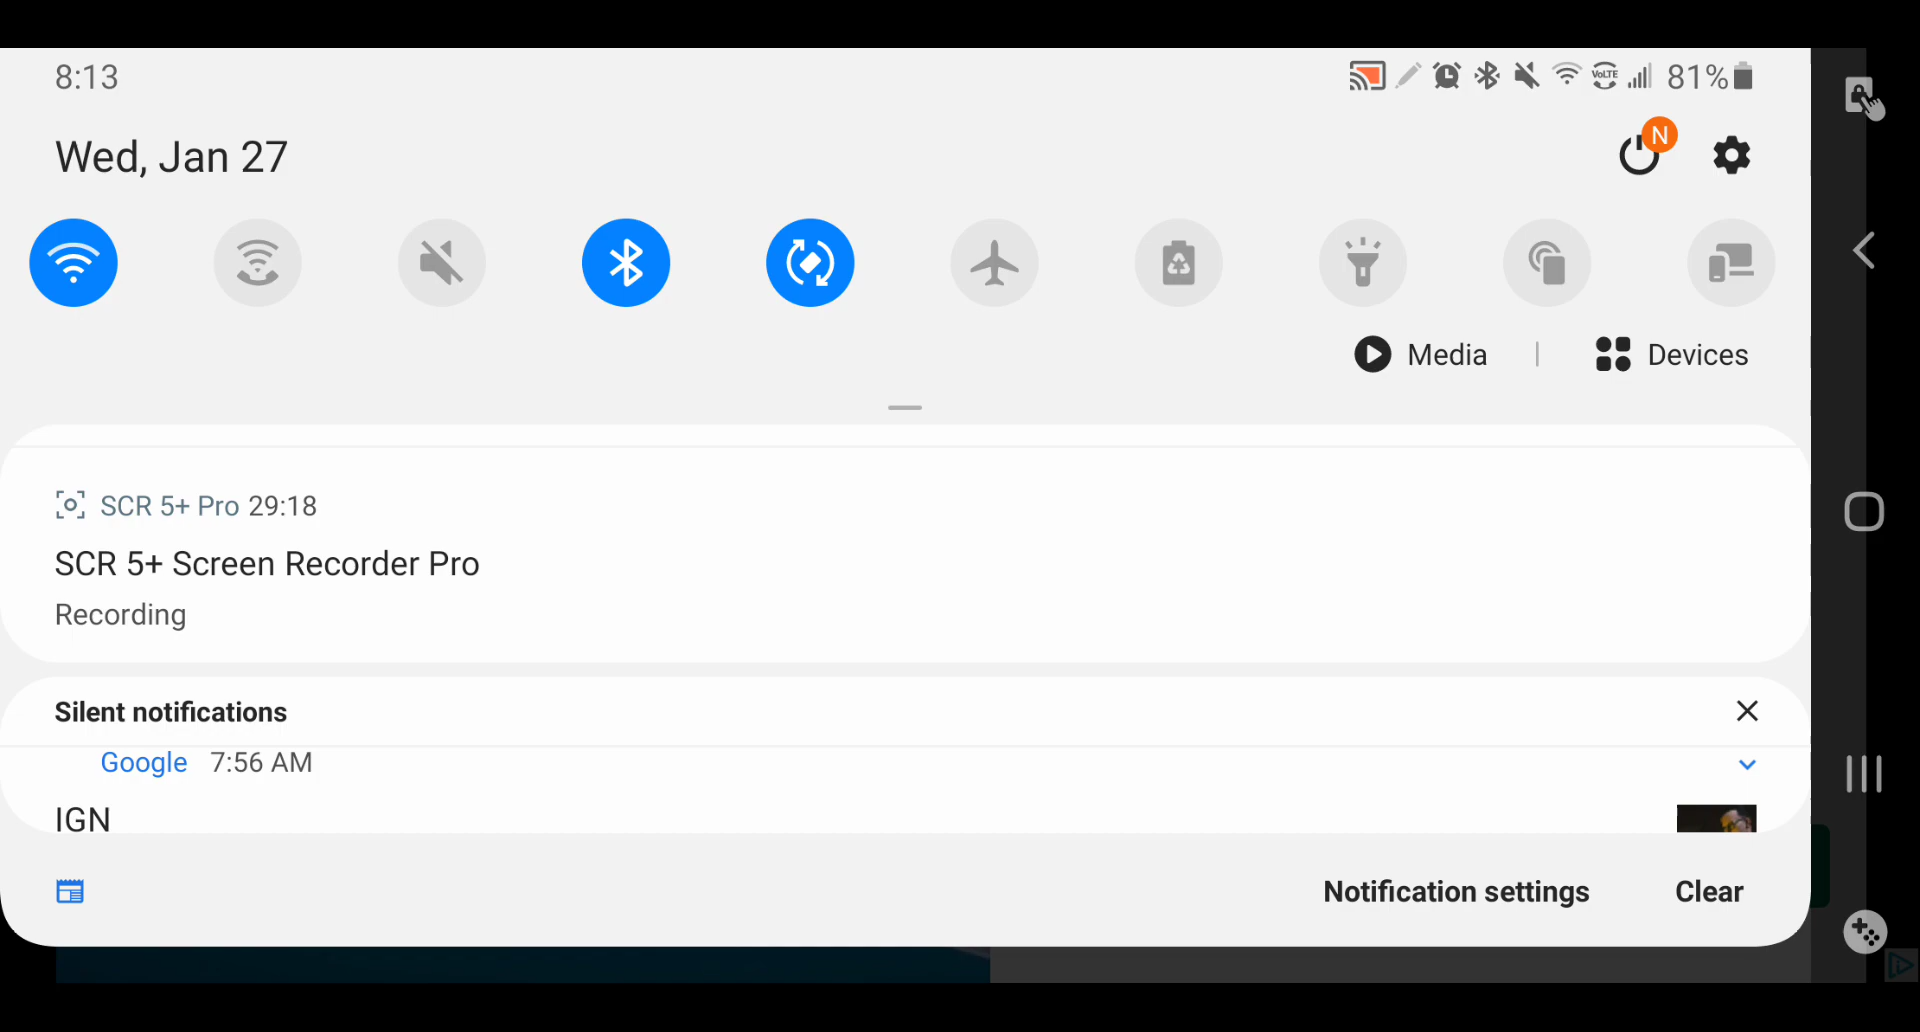 8:13
VoLTE
81%
Wed, Jan 27
N
Media | Devices
SCR 5+ Pro 29:18
SCR 5+ Screen Recorder Pro
Recording
Silent notifications
Google 7:56 AM
IGN
Notification settings Clear